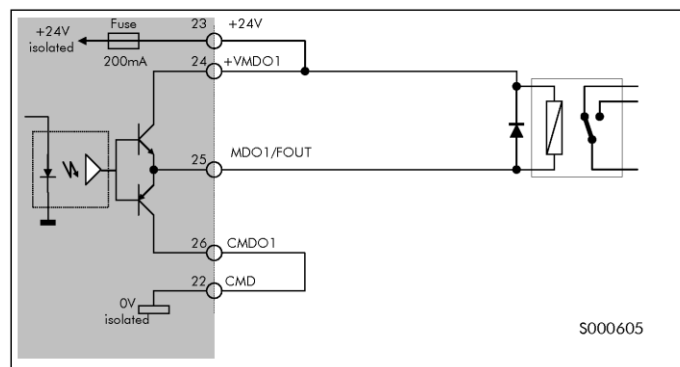 Fuse
23
+24V
+24V
isolated
200mA
24
+VMDO1
25
MDO1/FOUT
26
CMDO1
22
CMD
0V
isolated
S000605